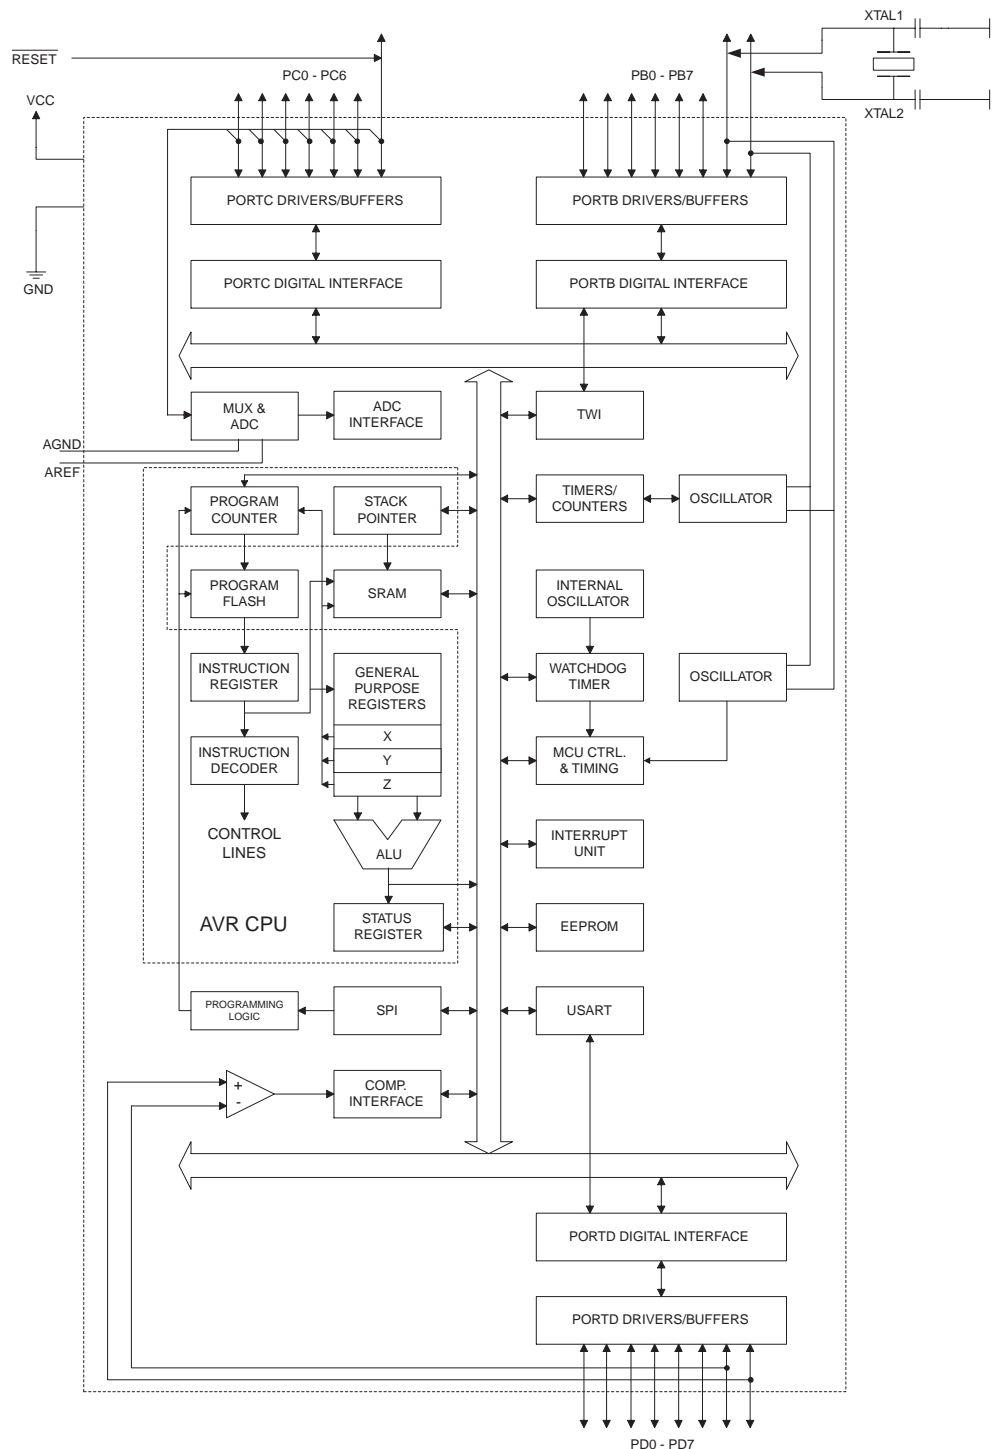 XTAL1
RESET
PC0 - PC6
PB0 - PB7
VCC
XTAL2
PORTC DRIVERS/BUFFERS
PORTB DRIVERS/BUFFERS
PORTC DIGITAL INTERFACE
PORTB DIGITAL INTERFACE
GND
MUX &
ADC
ADC
INTERFACE
TWI
AGND
AREF
PROGRAM
COUNTER
STACK
POINTER
TIMERS/
COUNTERS
OSCILLATOR
PROGRAM
FLASH
SRAM
INTERNAL
OSCILLATOR
INSTRUCTION
REGISTER
GENERAL
PURPOSE
REGISTERS
WATCHDOG
TIMER
OSCILLATOR
X
Y
Z
INSTRUCTION
DECODER
MCU CTRL.
& TIMING
CONTROL
LINES
ALU
INTERRUPT
UNIT
AVR CPU
STATUS
REGISTER
EEPROM
PROGRAMMING
LOGIC
SPI
USART
+
-
COMP.
INTERFACE
PORTD DIGITAL INTERFACE
PORTD DRIVERS/BUFFERS
PD0 - PD7